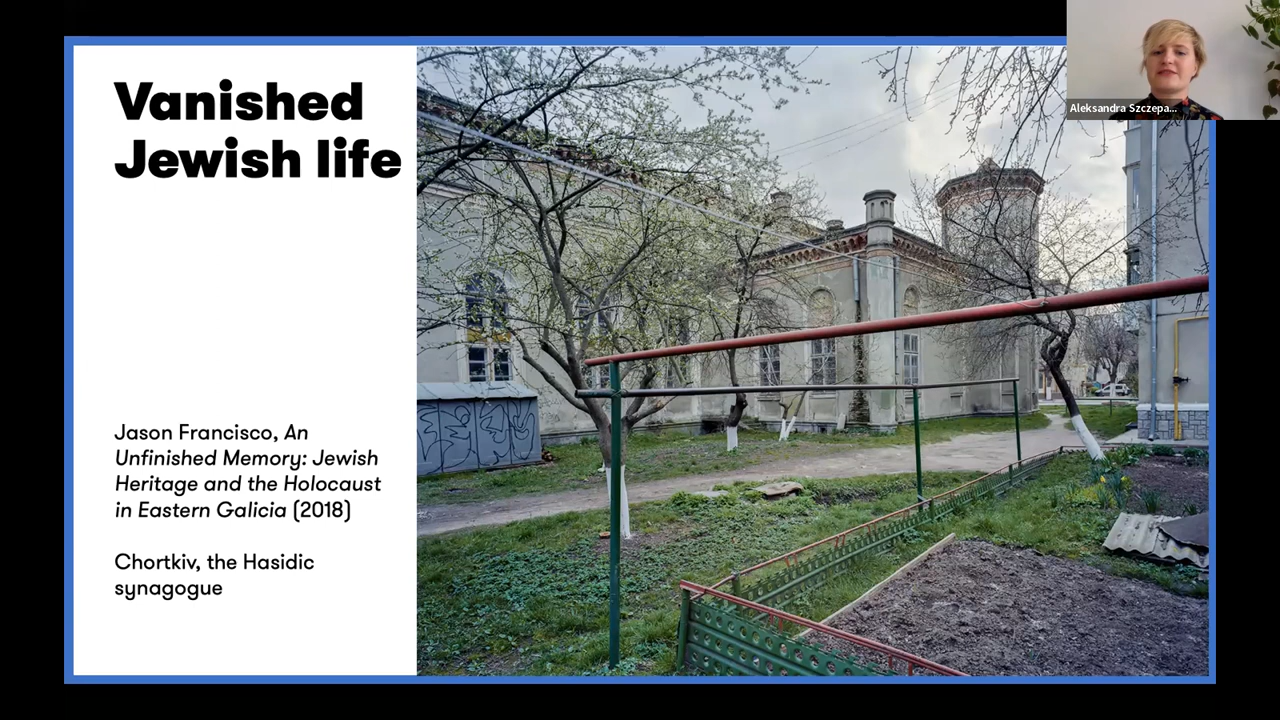 Vanished
Jewish life
Aleksandra Szczepa...
Jason Francisco, An
Unfinished Memory: Jewish
Heritage and the Holocaust
in Eastern Galicia (2018)
Chortkiv, the Hasidic
synagogue